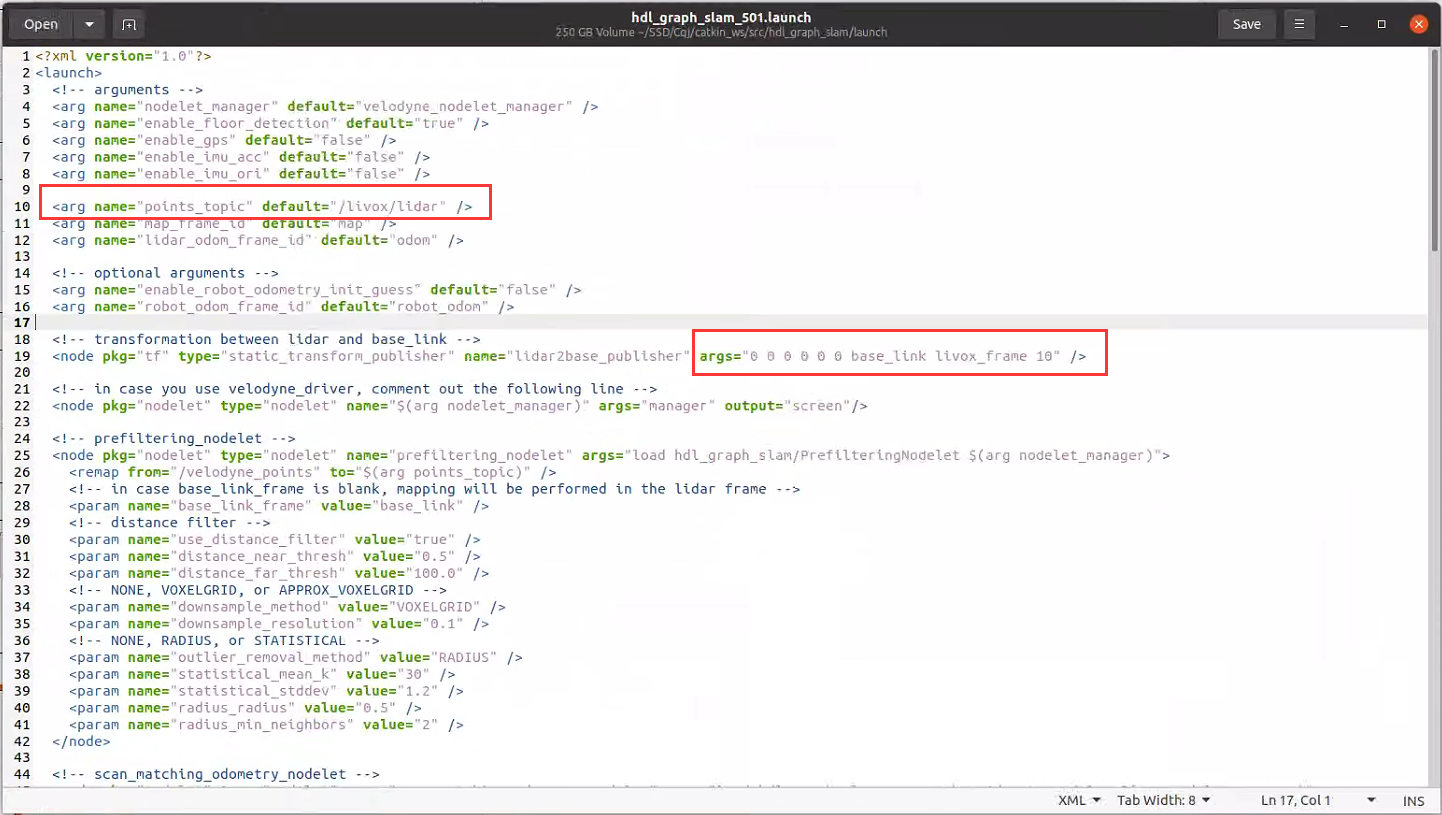 Open
hdl_graph_slam_501.launch
250 GB Volume ~/SSD/Cqj/catkin_ws/src/hdl_graph_slam/launch
Save
1 <?xml version="1.0"?>
2 <launch>
3 <!-- arguments -->
4 <arg name="nodelet_manager" default="velodyne_nodelet_manager" />
5 <arg name="enable_floor_detection" default="true" />
6 <arg name="enable_gps" default="false" />
7 <arg name="enable_imu_acc" default="false" />
8 <arg name="enable_imu_ori" default="false" />
9
10 <arg name="points_topic" default="/livox/lidar" />
11 <arg name="map_frame_id" default="map" />
12 <arg name="lidar_odom_frame_id" default="odom" />
13
14 <!-- optional arguments -->
15 <arg name="enable_robot_odometry_init_guess" default="false" />
16 <arg name="robot_odom_frame_id" default="robot_odom" />
17
18 <!-- transformation between lidar and base_link -->
19 <node pkg="tf" type="static_transform_publisher" name="lidar2base_publisher" args="0 0 0 0 0 0 base_link livox_frame 10" />
20
21 <!-- in case you use velodyne_driver, comment out the following line -->
22 <node pkg="nodelet" type="nodelet" name="$(arg nodelet_manager)" args="manager" output="screen"/>
23
24 <!-- prefiltering_nodelet -->
25 <node pkg="nodelet" type="nodelet" name="prefiltering_nodelet" args="load hdl_graph_slam/PrefilteringNodelet $(arg nodelet_manager)">
26 <remap from="/velodyne_points" to="$(arg points_topic)" />
27 <!-- in case base_link_frame is blank, mapping will be performed in the lidar frame -->
28 <param name="base_link_frame" value="base_link" />
29 <!-- distance filter -->
30 <param name="use_distance_filter" value="true" />
31 <param name="distance_near_thresh" value="0.5" />
32 <param name="distance_far_thresh" value="100.0" />
33 <!-- NONE, VOXELGRID, or APPROX_VOXELGRID -->
34 <param name="downsample_method" value="VOXELGRID" />
35 <param name="downsample_resolution" value="0.1" />
36 <!-- NONE, RADIUS, or STATISTICAL -->
37 <param name="outlier_removal_method" value="RADIUS" />
38 <param name="statistical_mean_k" value="30" />
39 <param name="statistical_stddev" value="1.2" />
40 <param name="radius_radius" value="0.5" />
41 <param name="radius_min_neighbors" value="2" />
42 </node>
43
44 <!-- scan_matching_odometry_nodelet -->
XML
Tab Width: 8
Ln 17, Col 1
INS